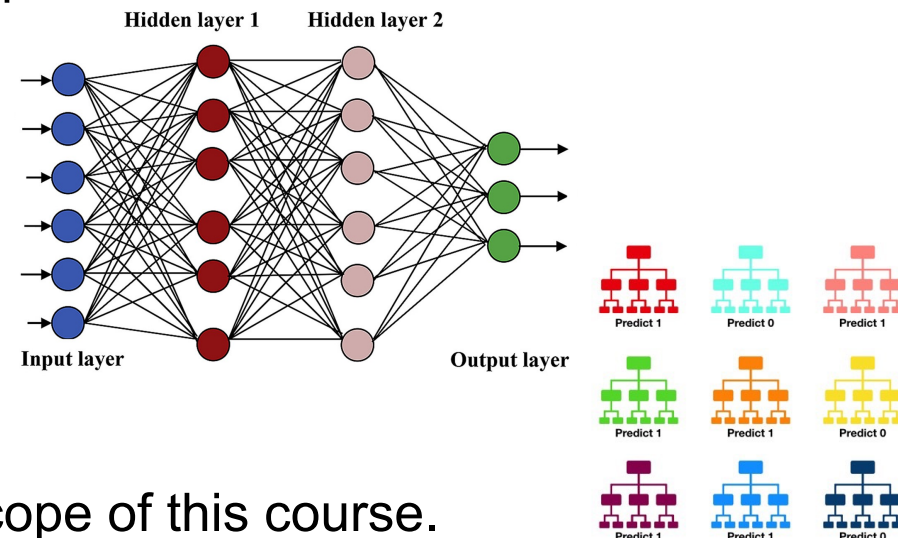 Hidden layer 1
Hidden layer 2
Input layer
Output layer
Predict 1
Predict 0
Predict 1
Predict 1
Predict 1
Predict 0
Predict 1
Predict 1
Predict 0
cope of this course.